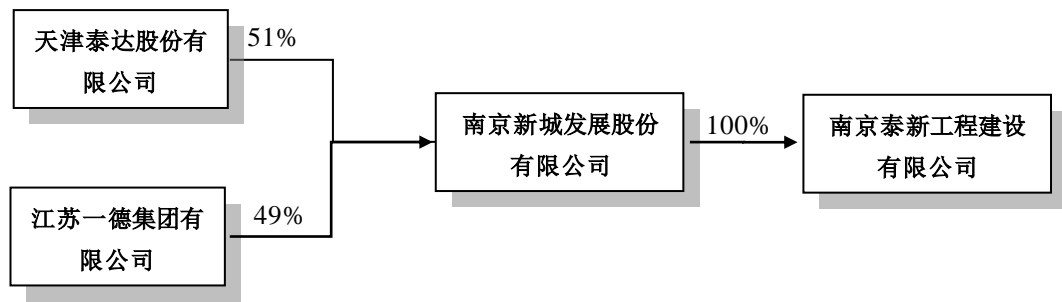 天津泰达股份有
限公司
51%
南京新城发展股份
有限公司
100%
南京泰新工程建设
有限公司
江苏一德集团有
限公司
49%